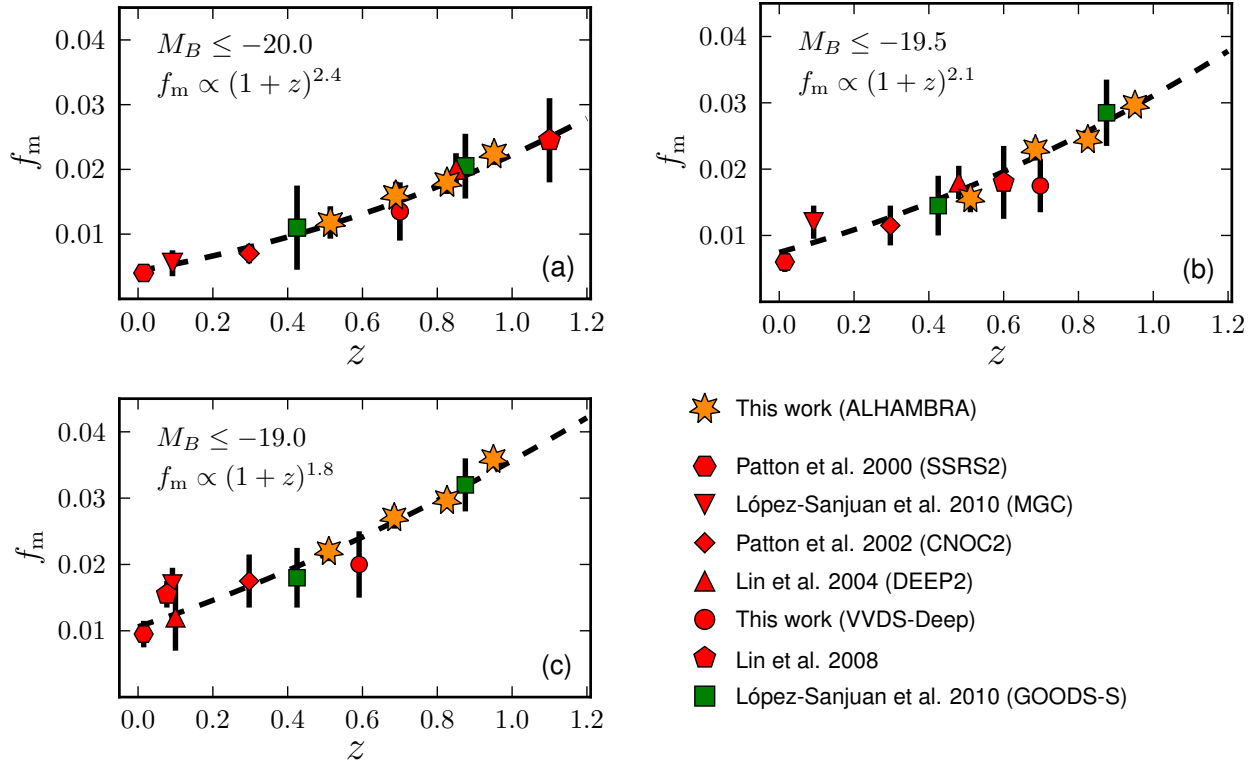 0.04
0.03
0.02
0.01
f_m
M_B ≤ −20.0
f_m ∝ (1 + z)^2.4
(a)
0.0 0.2 0.4 0.6 0.8 1.0 1.2
z
0.04
0.03
0.02
0.01
f_m
M_B ≤ −19.5
f_m ∝ (1 + z)^2.1
(b)
0.0 0.2 0.4 0.6 0.8 1.0 1.2
z
0.04
0.03
0.02
0.01
f_m
M_B ≤ −19.0
f_m ∝ (1 + z)^1.8
(c)
0.0 0.2 0.4 0.6 0.8 1.0 1.2
z
This work (ALHAMBRA)
Patton et al. 2000 (SSRS2)
López-Sanjuan et al. 2010 (MGC)
Patton et al. 2002 (CNOC2)
Lin et al. 2004 (DEEP2)
This work (VVDS-Deep)
Lin et al. 2008
López-Sanjuan et al. 2010 (GOODS-S)